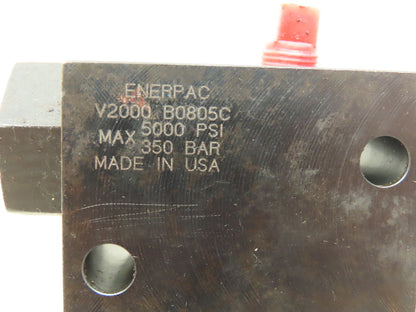 ENERPAC
V2000 B0805C
MAX 5000 PSI
350 BAR
MADE IN USA